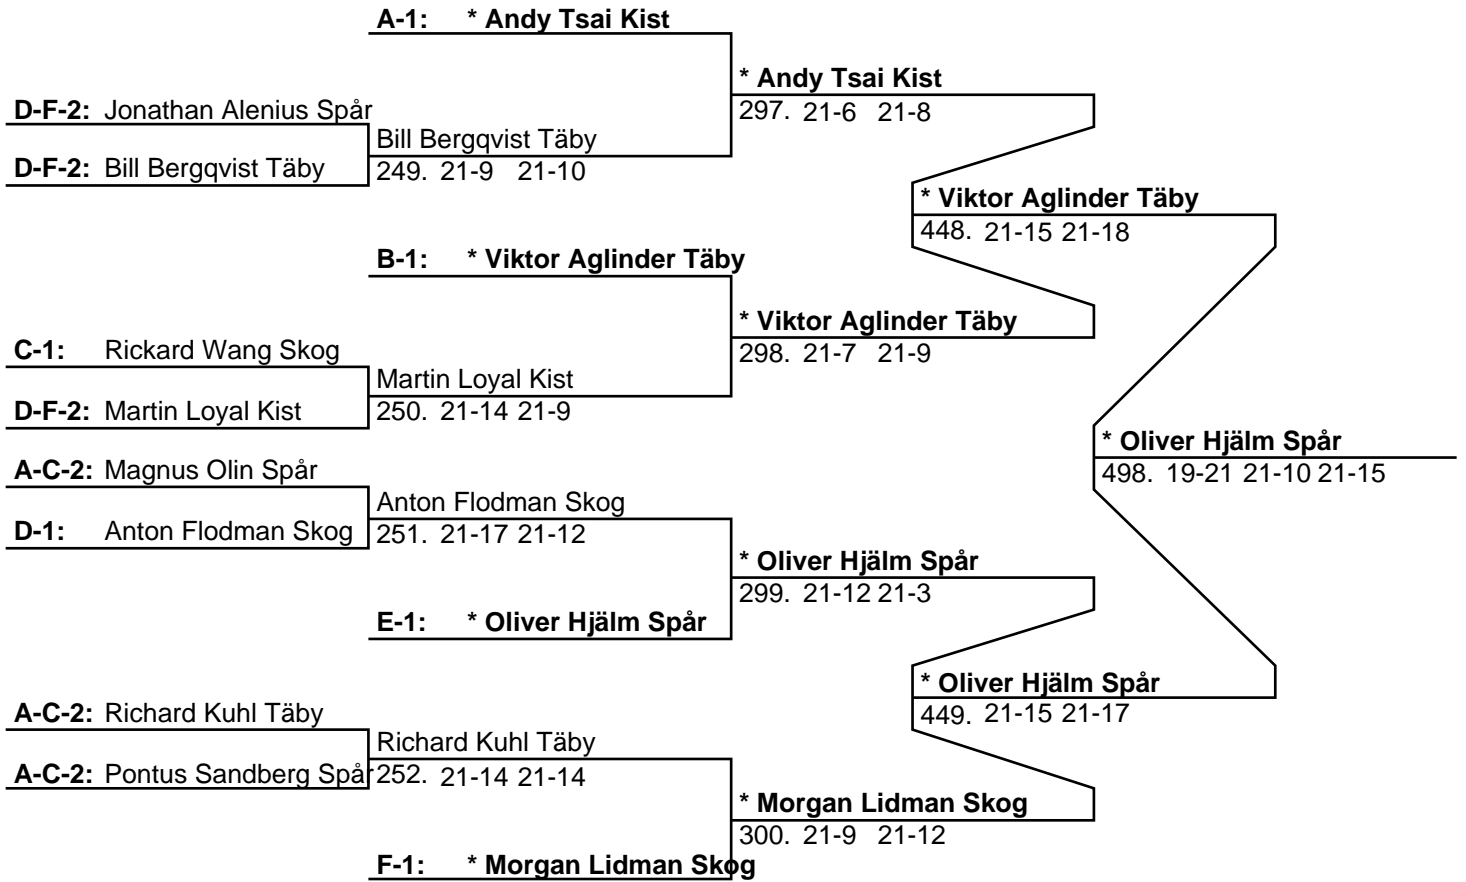 A-1: * Andy Tsai Kist
* Andy Tsai Kist
297. 21-6 21-8
D-F-2: Jonathan Alenius Spår
Bill Bergqvist Täby
D-F-2: Bill Bergqvist Täby
249. 21-9 21-10
* Viktor Aglinder Täby
448. 21-15 21-18
B-1: * Viktor Aglinder Täby
* Viktor Aglinder Täby
298. 21-7 21-9
C-1: Rickard Wang Skog
Martin Loyal Kist
D-F-2: Martin Loyal Kist
250. 21-14 21-9
* Oliver Hjälm Spår
498. 19-21 21-10 21-15
A-C-2: Magnus Olin Spår
Anton Flodman Skog
D-1: Anton Flodman Skog
251. 21-17 21-12
* Oliver Hjälm Spår
299. 21-12 21-3
E-1: * Oliver Hjälm Spår
* Oliver Hjälm Spår
449. 21-15 21-17
A-C-2: Richard Kuhl Täby
Richard Kuhl Täby
A-C-2: Pontus Sandberg Spår
252. 21-14 21-14
* Morgan Lidman Skog
300. 21-9 21-12
F-1: * Morgan Lidman Skog